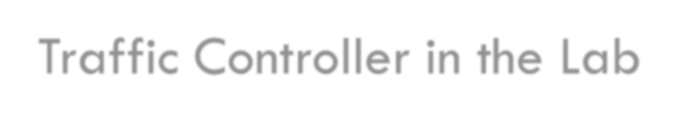 Traffic Controller in the Lab